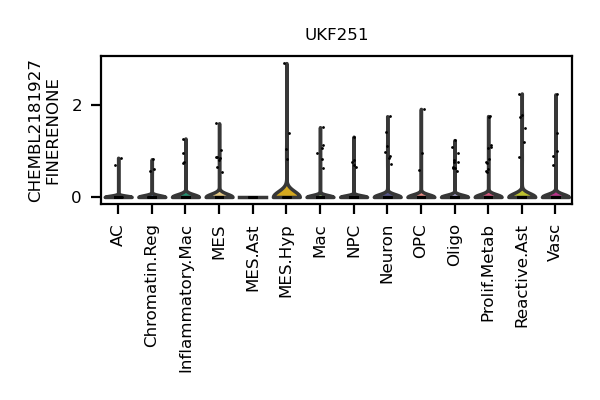 UKF251
CHEMBL2181927
FINERENONE
2
0
AC
Chromatin.Reg
Inflammatory.Mac
MES
MES.Ast
MES.Hyp
Mac
NPC
Neuron
OPC
Oligo
Prolif.Metab
Reactive.Ast
Vasc